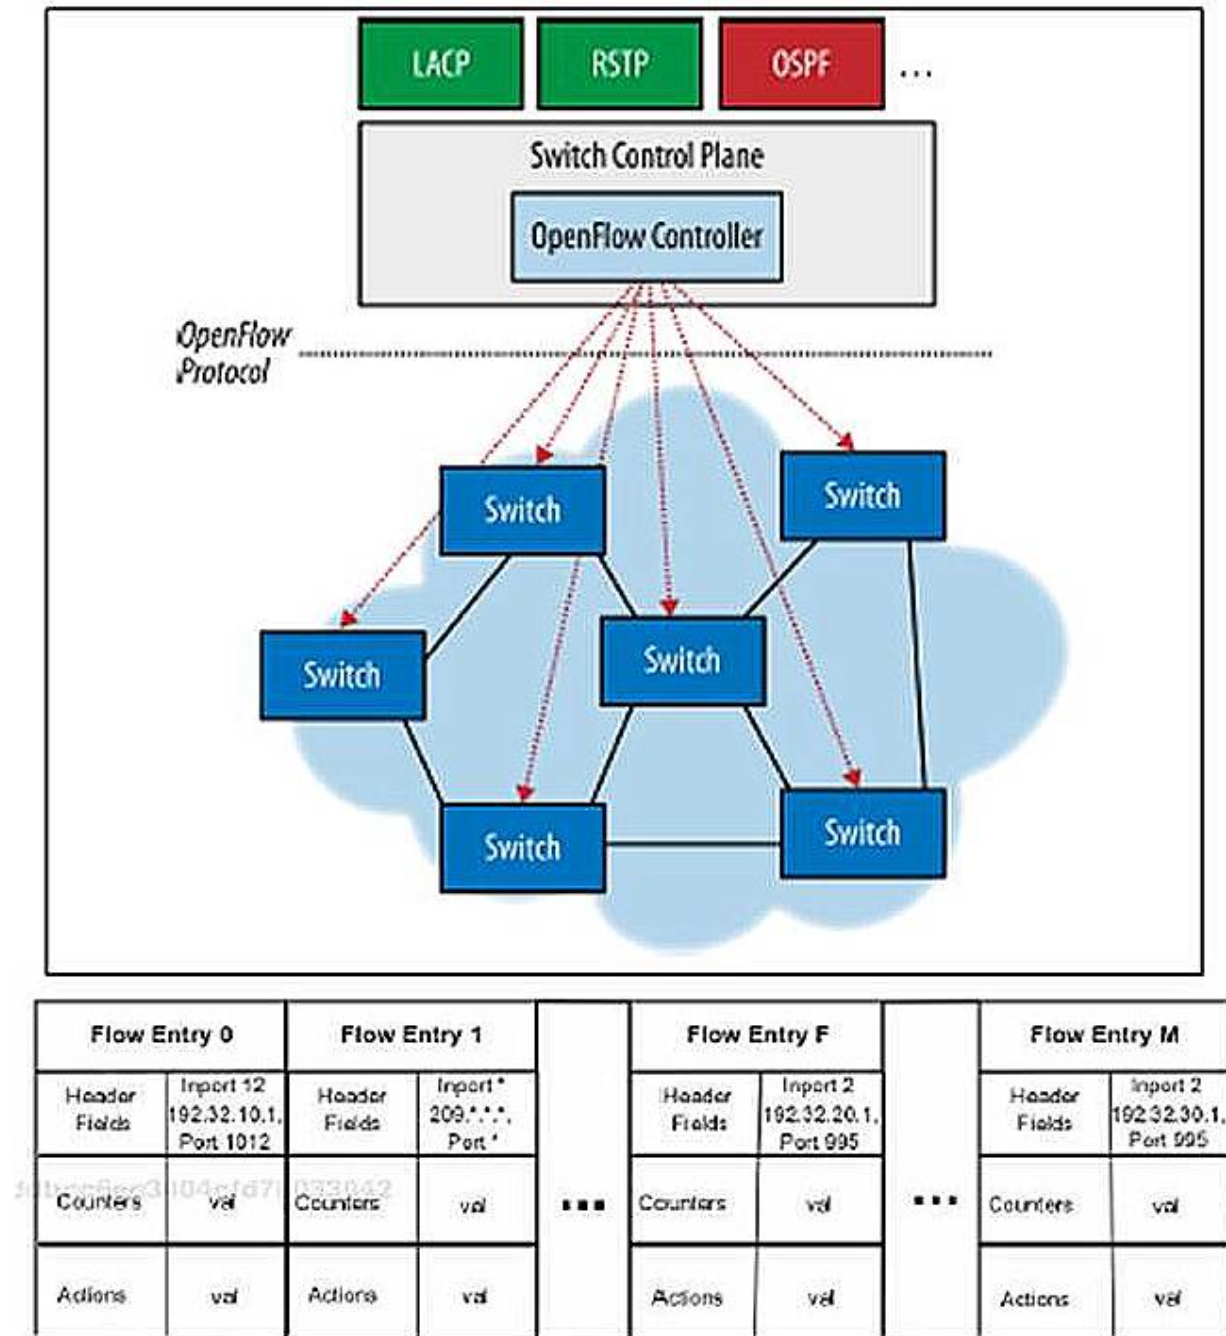 LACP
RSTP
OSPF
...
Switch Control Plane
OpenFlow Controller
OpenFlow
Protocol
Switch
Switch
Switch
Switch
Switch
Switch
Flow Entry 0
Flow Entry 1
Flow Entry F
Flow Entry M
Header
Fields
Inport 12
192.32.10.1,
Port 1012
Header
Fields
Inport *
209.*.*.*,
Port *
Header
Fields
Inport 2
192.32.20.1,
Port 995
Header
Fields
Inport 2
192.32.30.1,
Port 995
Counters
val
Counters
val
...
Counters
val
...
Counters
val
Actions
val
Actions
val
Actions
val
Actions
val